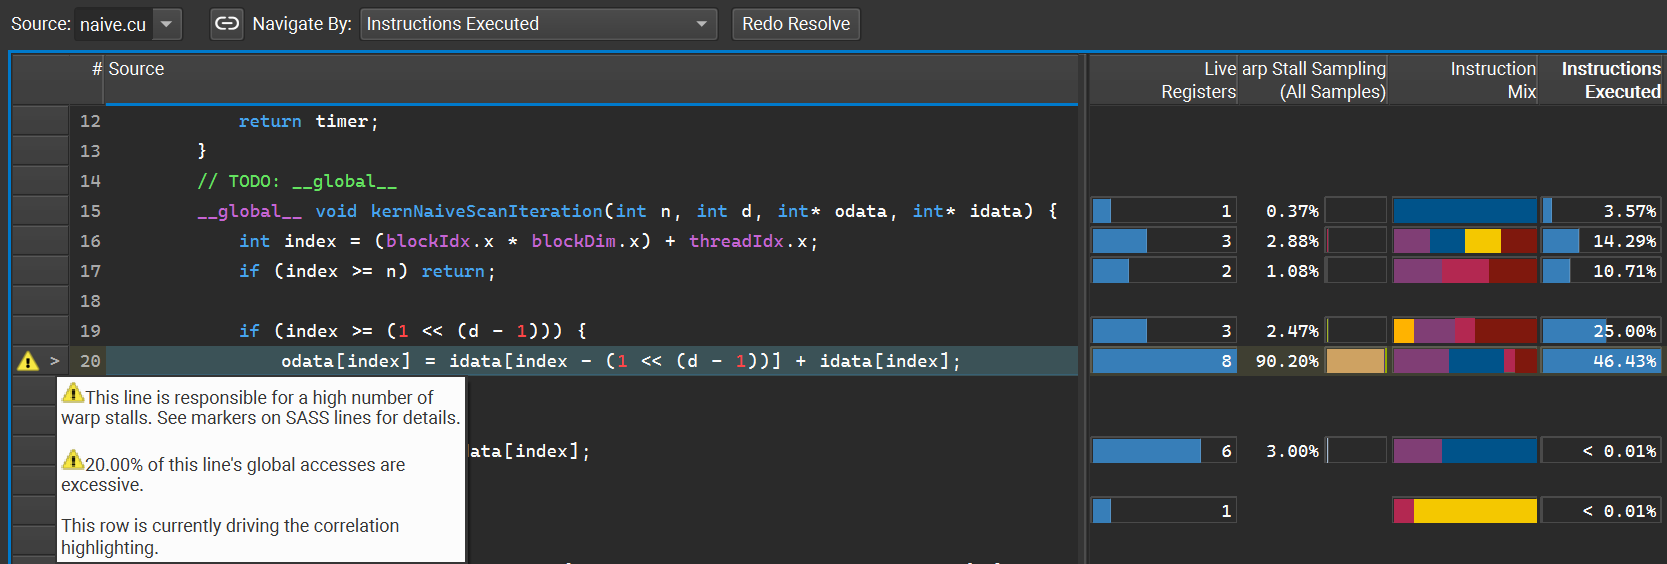 Source: naive.cu Navigate By: Instructions Executed Redo Resolve
# Source Live Registers arp Stall Sampling (All Samples) Instruction Mix Instructions Executed
12 return timer;
13 }
14 // TODO: __global__
15 __global__ void kernNaiveScanIteration(int n, int d, int* odata, int* idata) { 1 0.37% 3.57%
16 int index = (blockIdx.x * blockDim.x) + threadIdx.x; 3 2.88% 14.29%
17 if (index >= n) return; 2 1.08% 10.71%
18
19 if (index >= (1 << (d - 1))) { 3 2.47% 25.00%
> 20 odata[index] = idata[index - (1 << (d - 1))] + idata[index]; 8 90.20% 46.43%
This line is responsible for a high number of
warp stalls. See markers on SASS lines for details.
data[index]; 6 3.00% < 0.01%
20.00% of this line's global accesses are
excessive.
1 < 0.01%
This row is currently driving the correlation
highlighting.